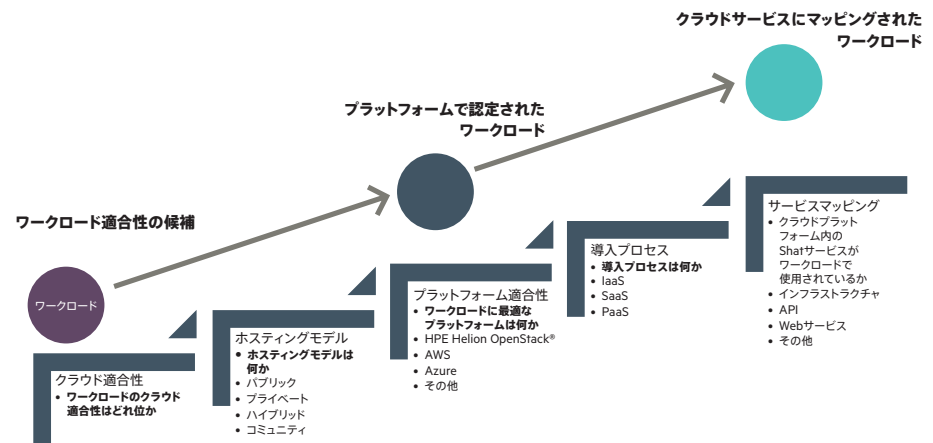 クラウドサービスにマッピングされた
ワークロード
プラットフォームで認定された
ワークロード
ワークロード適合性の候補
ワークロード
クラウド適合性
• ワークロードのクラウド
適合性はどれ位か
ホスティングモデル
• ホスティングモデルは
何か
• パブリック
• プライベート
• ハイブリッド
• コミュニティ
プラットフォーム適合性
• ワークロードに最適な
プラットフォームは何か
• HPE Helion OpenStack®
• AWS
• Azure
• その他
導入プロセス
• 導入プロセスは何か
• IaaS
• SaaS
• PaaS
サービスマッピング
• クラウドプラット
フォーム内の
Shatサービスが
ワークロードで
使用されているか
• インフラストラクチャ
• API
• Webサービス
• その他